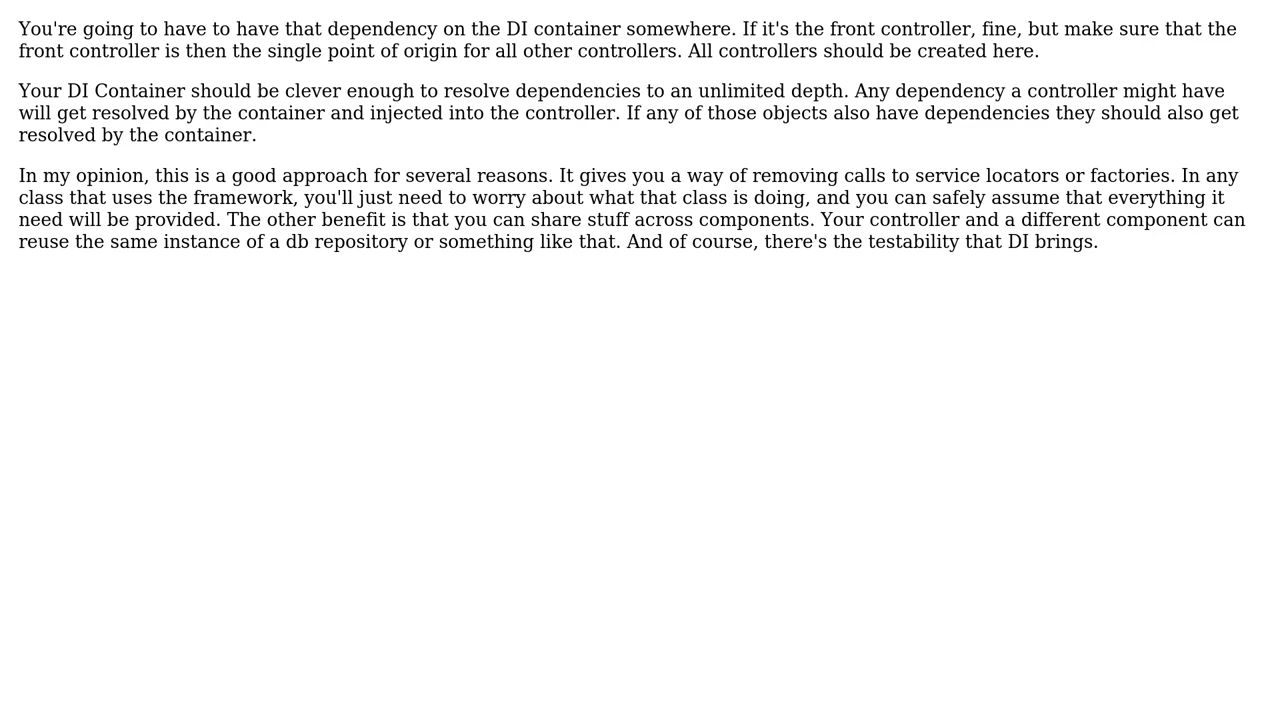 You're going to have to have that dependency on the DI container somewhere. If it's the front controller, fine, but make sure that the
front controller is then the single point of origin for all other controllers. All controllers should be created here.
Your DI Container should be clever enough to resolve dependencies to an unlimited depth. Any dependency a controller might have
will get resolved by the container and injected into the controller. If any of those objects also have dependencies they should also get
resolved by the container.
In my opinion, this is a good approach for several reasons. It gives you a way of removing calls to service locators or factories. In any
class that uses the framework, you'll just need to worry about what that class is doing, and you can safely assume that everything it
need will be provided. The other benefit is that you can share stuff across components. Your controller and a different component can
reuse the same instance of a db repository or something like that. And of course, there's the testability that DI brings.